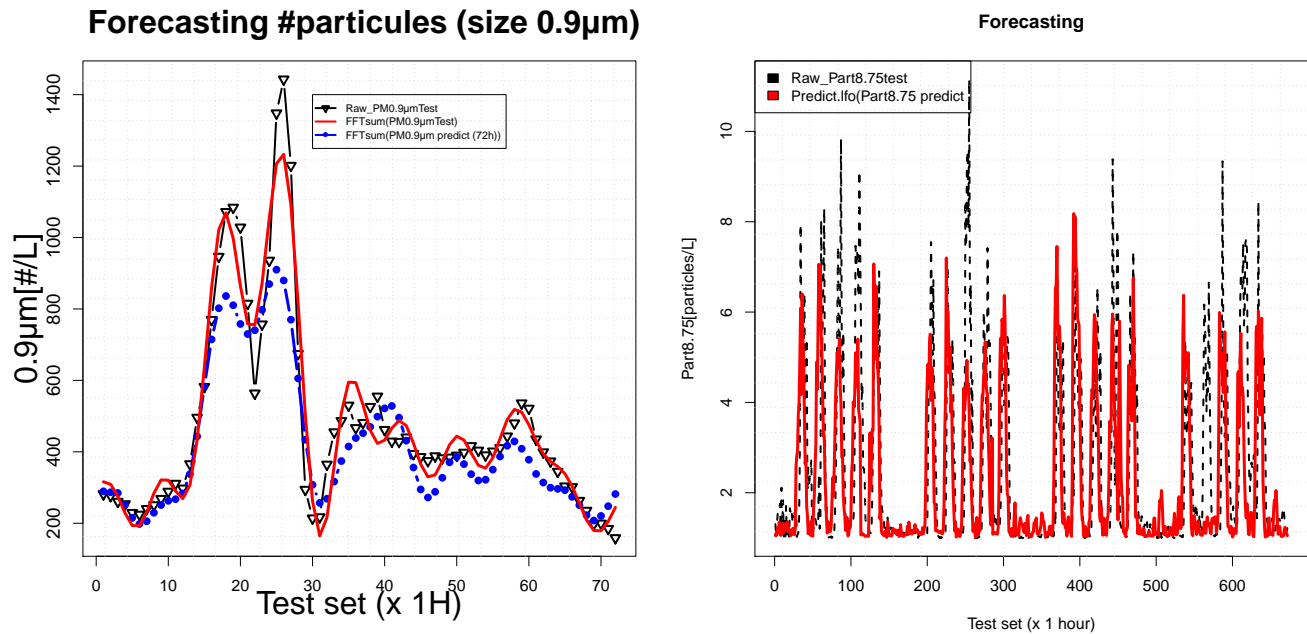 Forecasting #particules (size 0.9µm)
0.9µm[#/L]
200
400
600
800
1000
1200
1400
Raw_PM0.9µmTest
FFTsum(PM0.9µmTest)
FFTsum(PM0.9µm predict (72h))
0 10 20 30 40 50 60 70
Test set (x 1H)
Forecasting
Part8.75[particles/L]
2
4
6
8
10
Raw_Part8.75test
Predict.lfo(Part8.75 predict
0 100 200 300 400 500 600
Test set (x 1 hour)